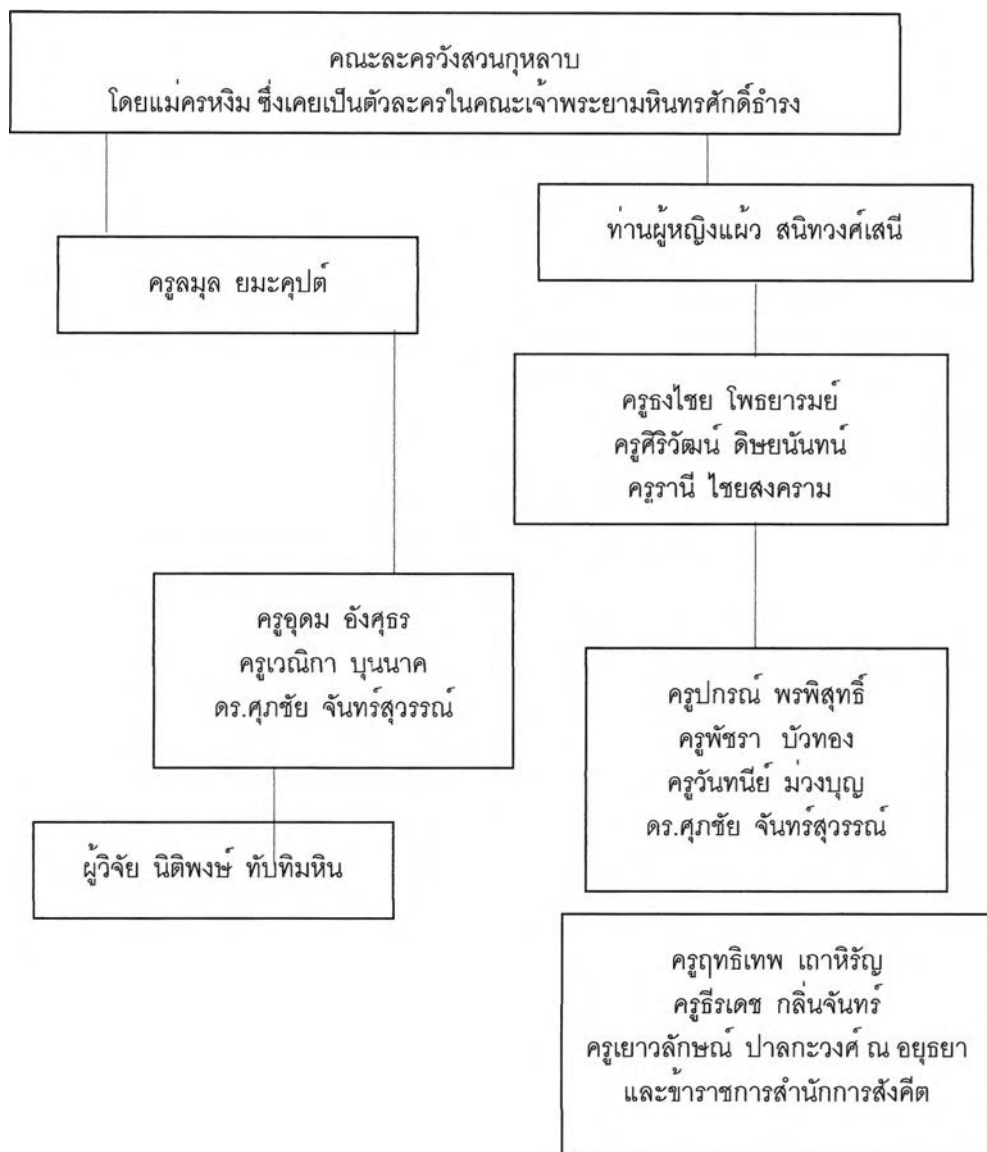 คณะละครวังสวนกุหลาบ
โดยแม่ครูหงิม ซึ่งเคยเป็นตัวละครในคณะเจ้าพระยามหินทรศักดิ์ธำรง
ท่านผู้หญิงแผ้ว สนิทวงศ์เสนี
ครูลมุล ยมะคุปต์
ครูธงไชย โพธยารมย์
ครูศิริวัฒน์ ดิษยนันทน์
ครูรานี ไชยสงคราม
ครูอุดม อังศุธร
ครูเวณิกา บุนนาค
ดร.ศุภชัย จันทร์สุวรรณ์
ครูปกรณ์ พรพิสุทธิ์
ครูพัชรา บัวทอง
ครูวันทนีย์ ม่วงบุญ
ดร.ศุภชัย จันทร์สุวรรณ์
ผู้วิจัย นิติพงษ์ ทับทิมหิน
ครูฤทธิเทพ เถาหิรัญ
ครูธีรเดช กลิ่นจันทร์
ครูเยาวลักษณ์ ปาลกะวงศ์ ณ อยุธยา
และข้าราชการสำนักการสังคีต